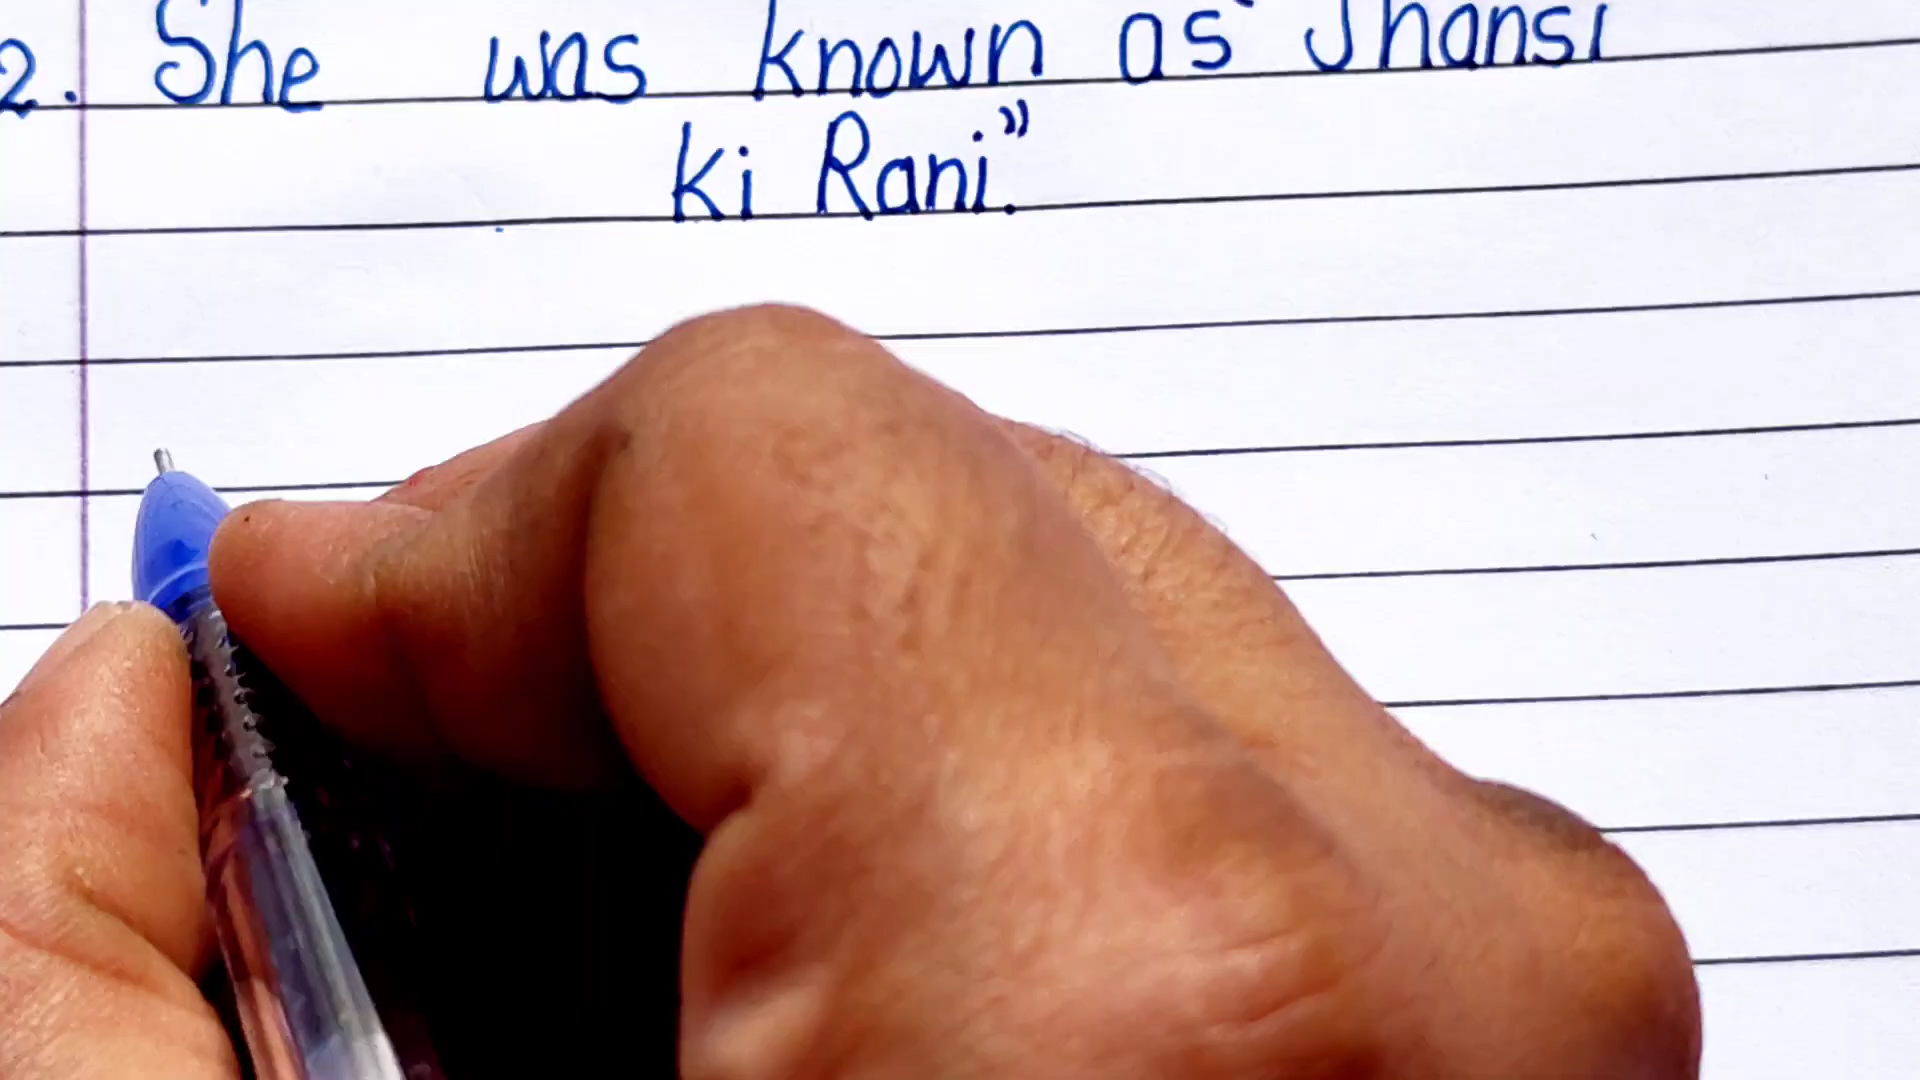 2. She was known as “Jhansi
Ki Rani.”